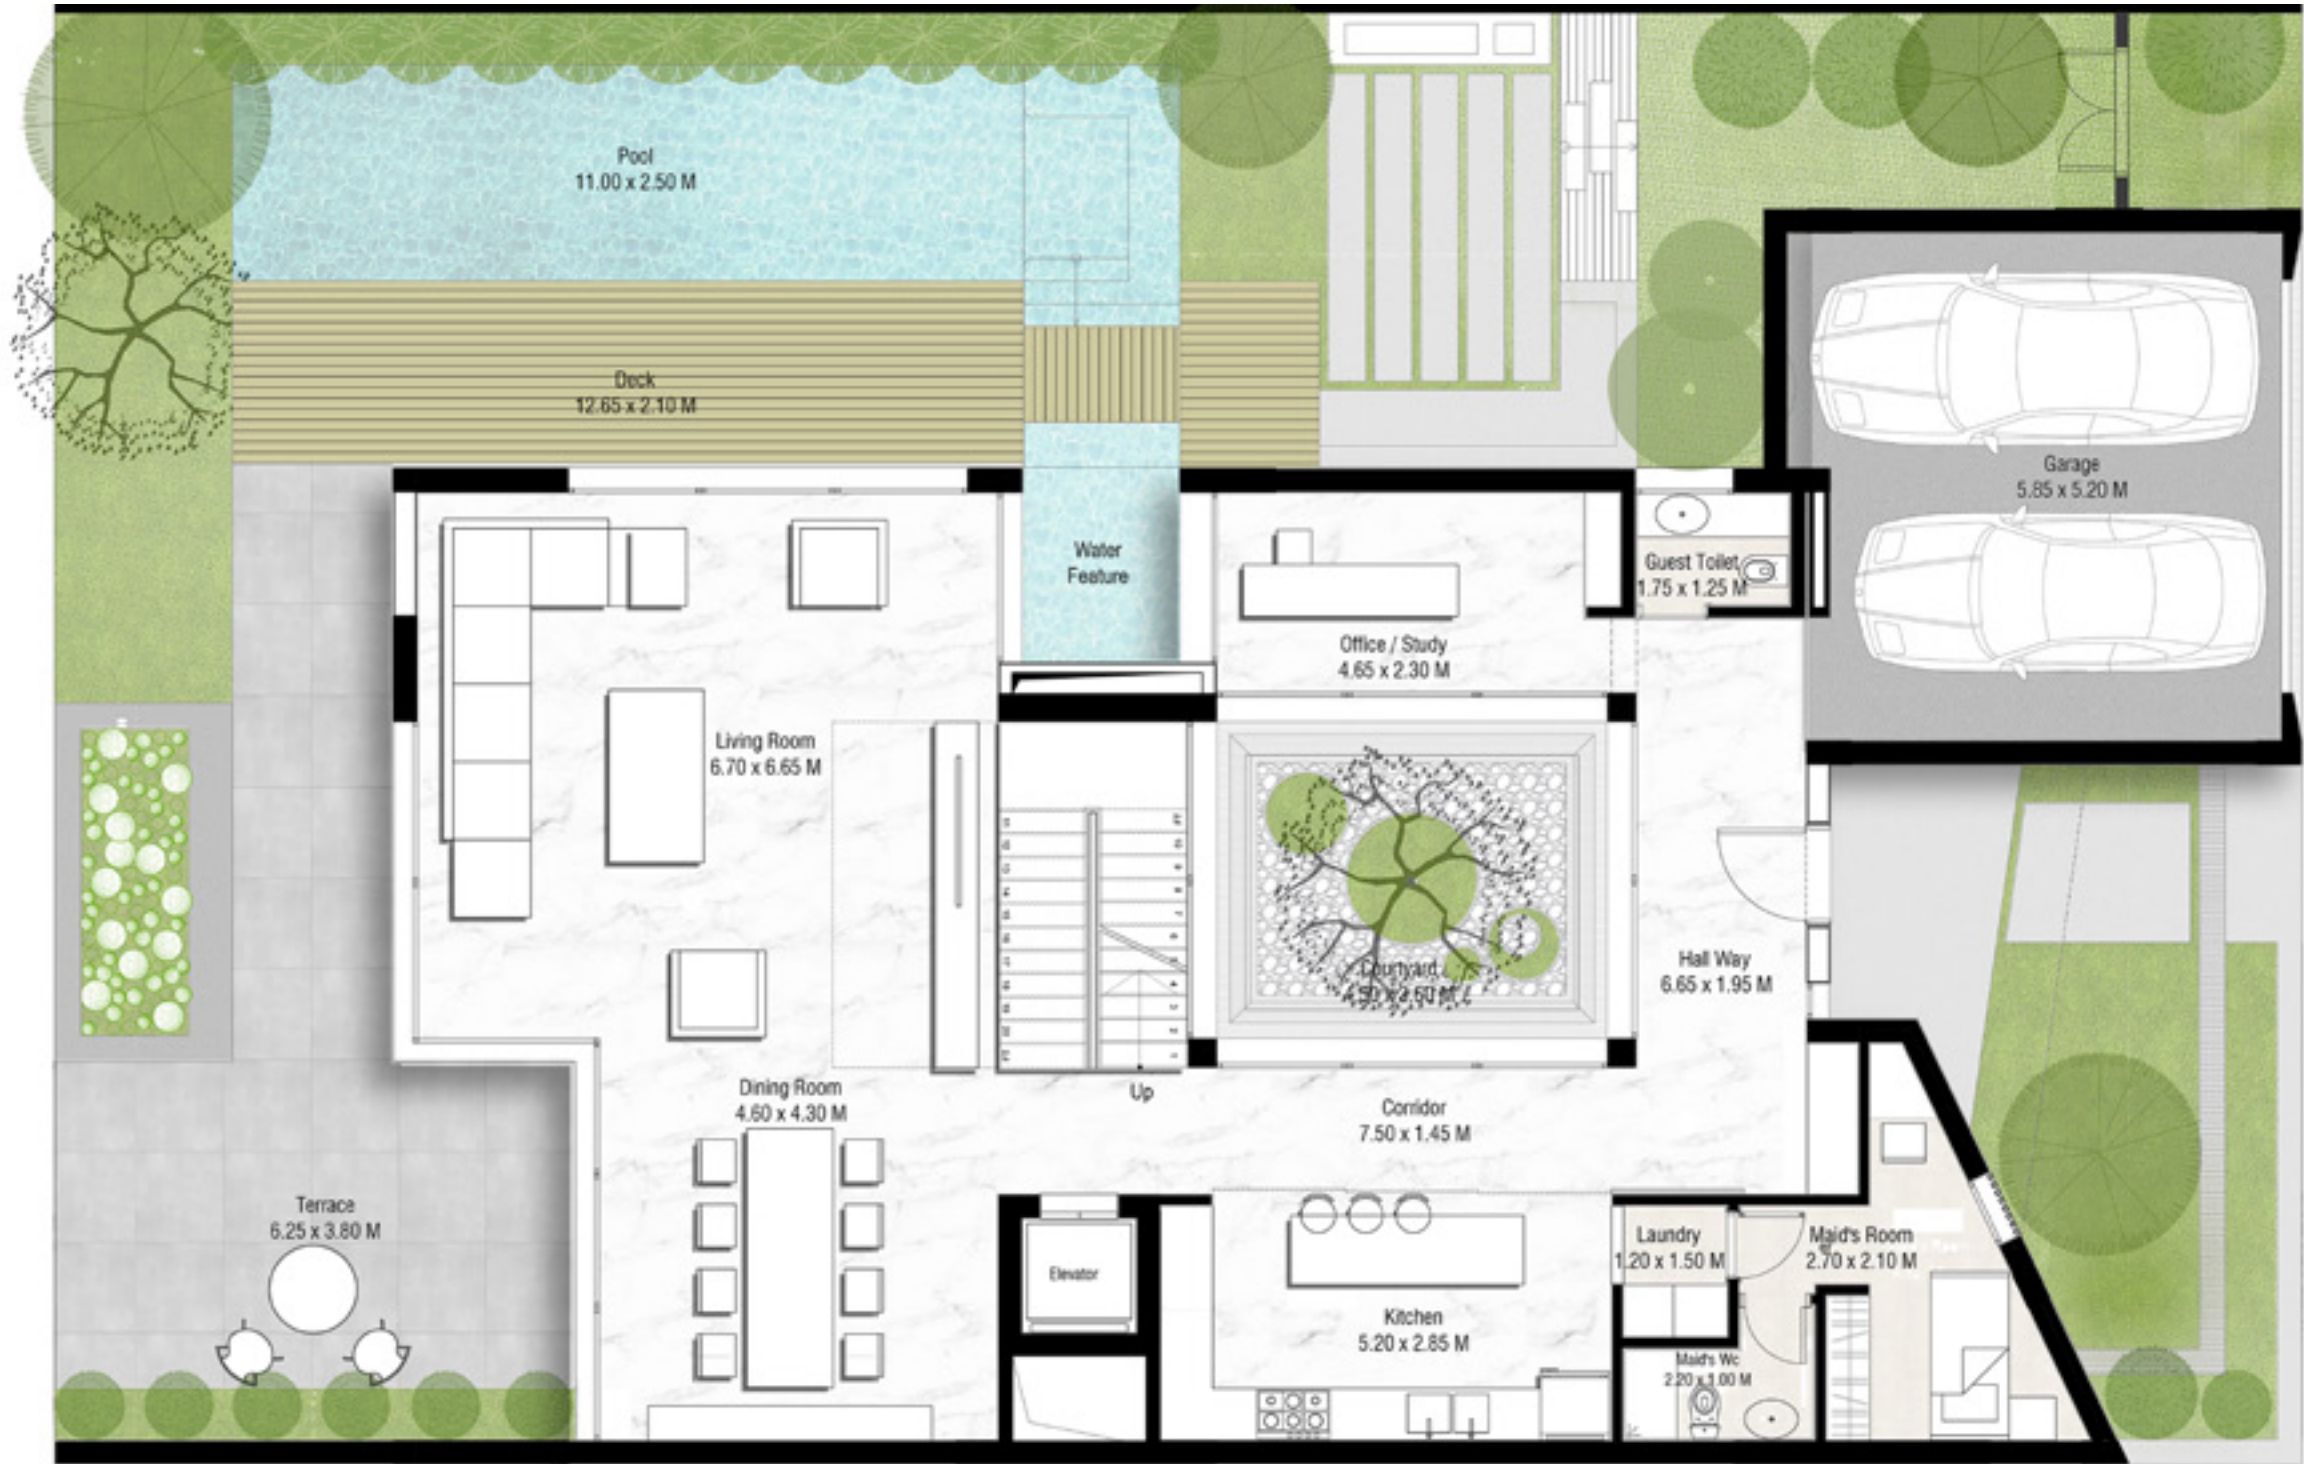 Pool
11.00 x 2.50 M
Deck
12.65 x 2.10 M
Garage
5.85 x 5.20 M
Water
Feature
Guest Toilet
1.75 x 1.25 M
Office / Study
4.65 x 2.30 M
Living Room
6.70 x 6.65 M
Courtyard
Hall Way
6.65 x 1.95 M
Up
Dining Room
4.60 x 4.30 M
Corridor
7.50 x 1.45 M
Terrace
6.25 x 3.80 M
Elevator
Laundry
1.20 x 1.50 M
Maid's Room
2.70 x 2.10 M
Kitchen
5.20 x 2.85 M
Maid's Wc
2.20 x 1.00 M